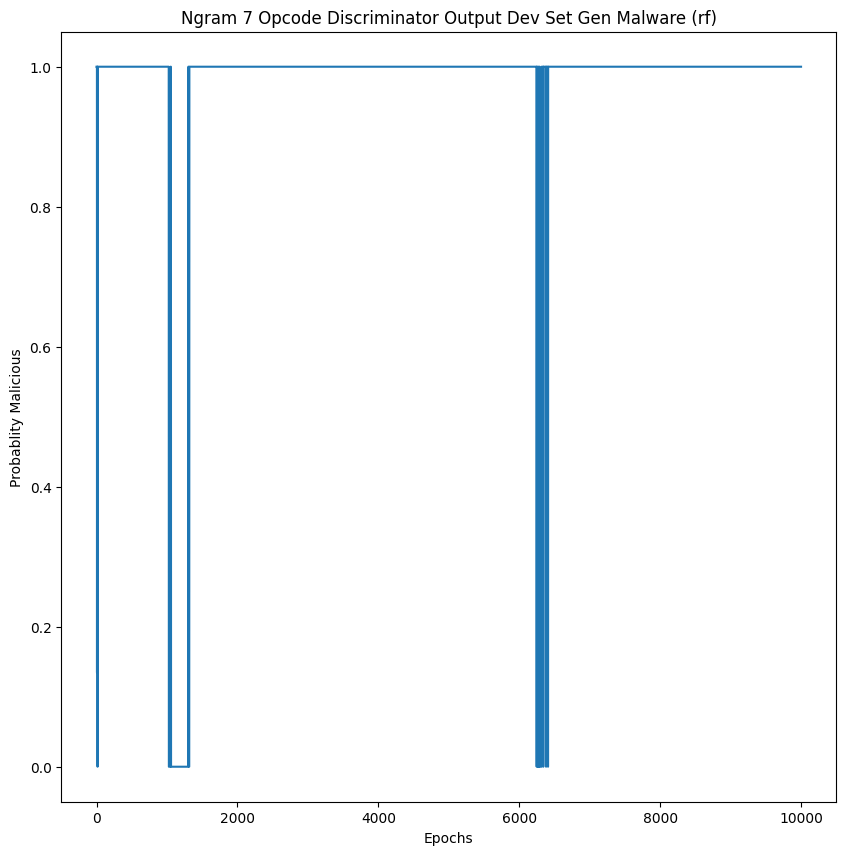 Ngram 7 Opcode Discriminator Output Dev Set Gen Malware (rf)
1.0
0.8
0.6
0.4
0.2
0.0
Probablity Malicious
0 2000 4000 6000 8000 10000
Epochs